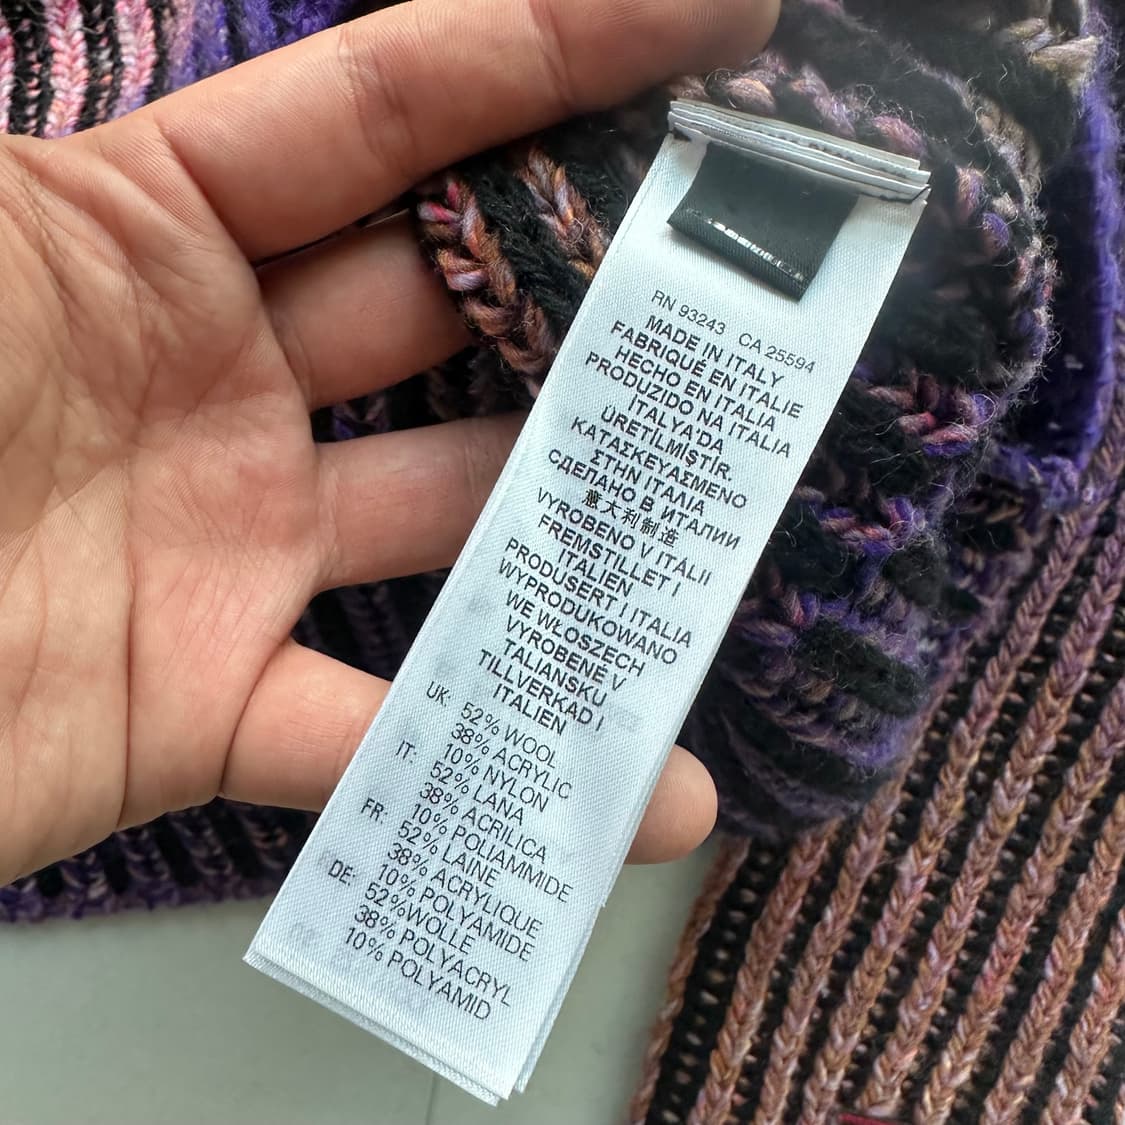 RN 93243 CA 25594
MADE IN ITALY
FABRIQUÉ EN ITALIE
HECHO EN ITALIA
PRODUZIDO NA ITALIA
ITALYA'DA
ÜRETİLMİŞTİR.
ΚΑΤΑΣΚΕΥΑΣΜΕΝΟ
ΣΤΗΝ ΙΤΑΛΙΑ
СДЕЛАНО В ИТАЛИИ
意大利制造
VYROBENO V ITALII
FREMSTILLET I
ITALIEN
PRODUSERT I ITALIA
WYPRODUKOWANO
WE WŁOSZECH
VYROBENÉ V
TALIANSKU
TILLVERKAD I
ITALIEN
UK: 52% WOOL
38% ACRYLIC
10% NYLON
IT: 52% LANA
38% ACRILICA
10% POLIAMMIDE
FR: 52% LAINE
38% ACRYLIQUE
10% POLYAMIDE
DE: 52%WOLLE
38% POLYACRYL
10% POLYAMID